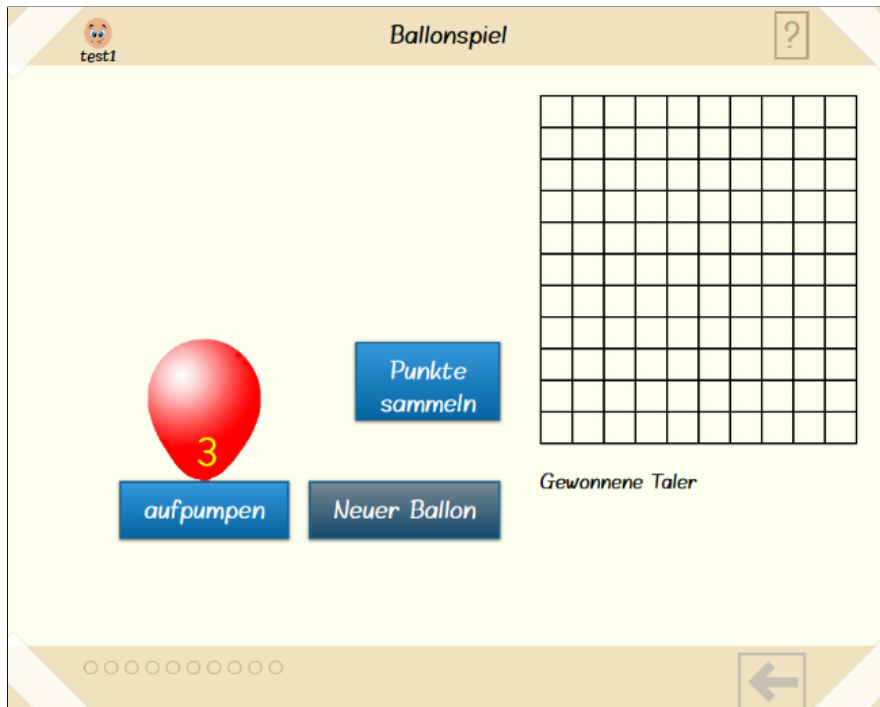 test1
Ballonspiel
?
Punkte
sammeln
3
aufpumpen
Neuer Ballon
Gewonnene Taler